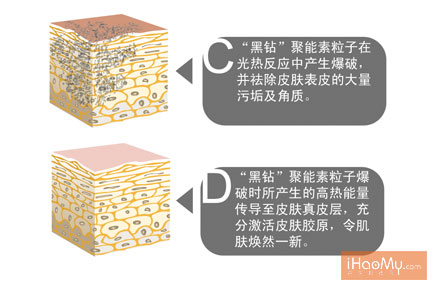 C
“黑钻”聚能素粒子在
光热反应中产生爆破，
并祛除皮肤表皮的大量
污垢及角质。
D
“黑钻”聚能素粒子爆
破时所产生的高热能量
传导至皮肤真皮层，充
分激活皮肤胶原，令肌
肤焕然一新。
iHaoMy.com